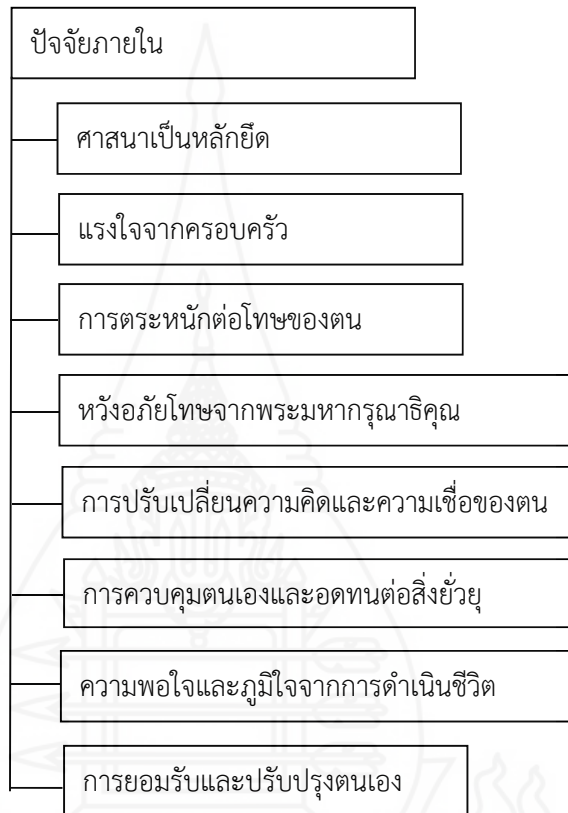 ปัจจัยภายใน
ศาสนาเป็นหลักยึด
แรงใจจากครอบครัว
การตระหนักต่อโทษของตน
หวังอภัยโทษจากพระมหากรุณาธิคุณ
การปรับเปลี่ยนความคิดและความเชื่อของตน
การควบคุมตนเองและอดทนต่อสิ่งยั่วยุ
ความพอใจและภูมิใจจากการดำเนินชีวิต
การยอมรับและปรับปรุงตนเอง